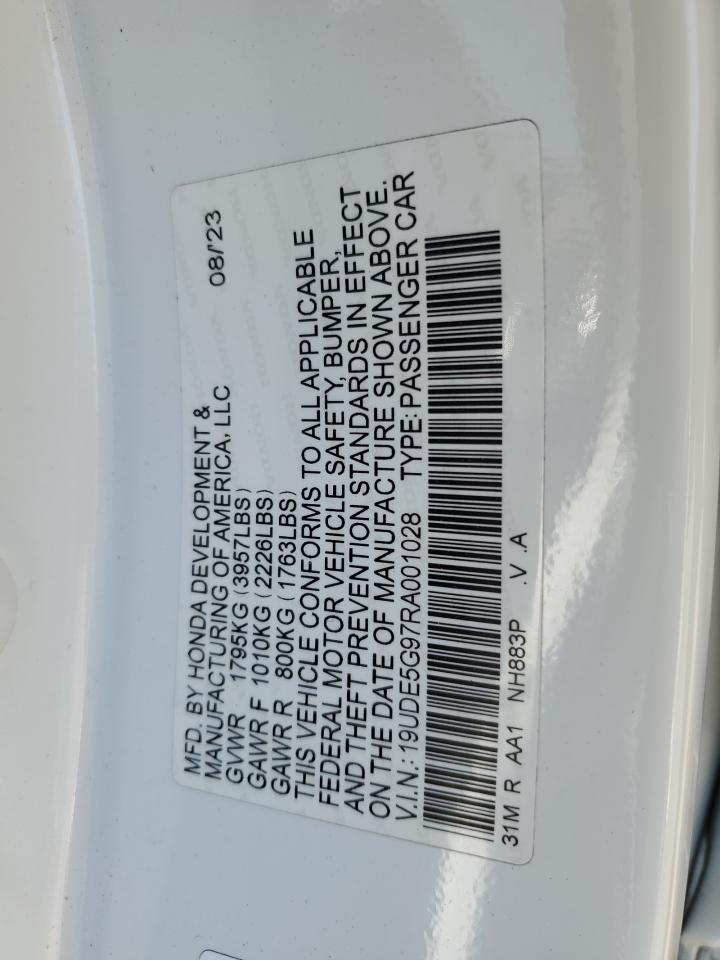 MFD. BY HONDA DEVELOPMENT &
MANUFACTURING OF AMERICA, LLC 08/'23
GVWR 1795KG (3957LBS)
GAWR F 1010KG (2226LBS)
GAWR R 800KG (1763LBS)
THIS VEHICLE CONFORMS TO ALL APPLICABLE
FEDERAL MOTOR VEHICLE SAFETY, BUMPER,
AND THEFT PREVENTION STANDARDS IN EFFECT
ON THE DATE OF MANUFACTURE SHOWN ABOVE.
V.I.N.: 19UDE5G97RA001028 TYPE: PASSENGER CAR
31M R AA1 NH883P .V .A